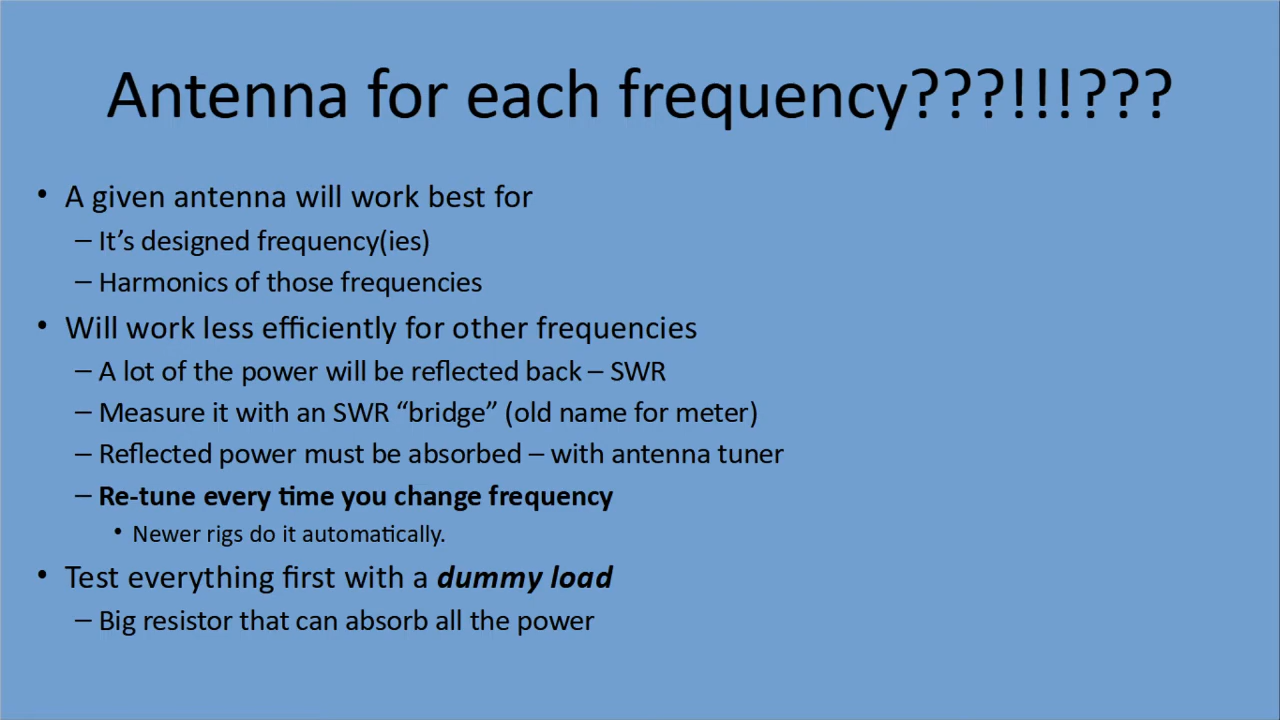 Antenna for each frequency???!!!???
• A given antenna will work best for
– It’s designed frequency(ies)
– Harmonics of those frequencies
• Will work less efficiently for other frequencies
– A lot of the power will be reflected back – SWR
– Measure it with an SWR “bridge” (old name for meter)
– Reflected power must be absorbed – with antenna tuner
– Re-tune every time you change frequency
• Newer rigs do it automatically.
• Test everything first with a dummy load
– Big resistor that can absorb all the power